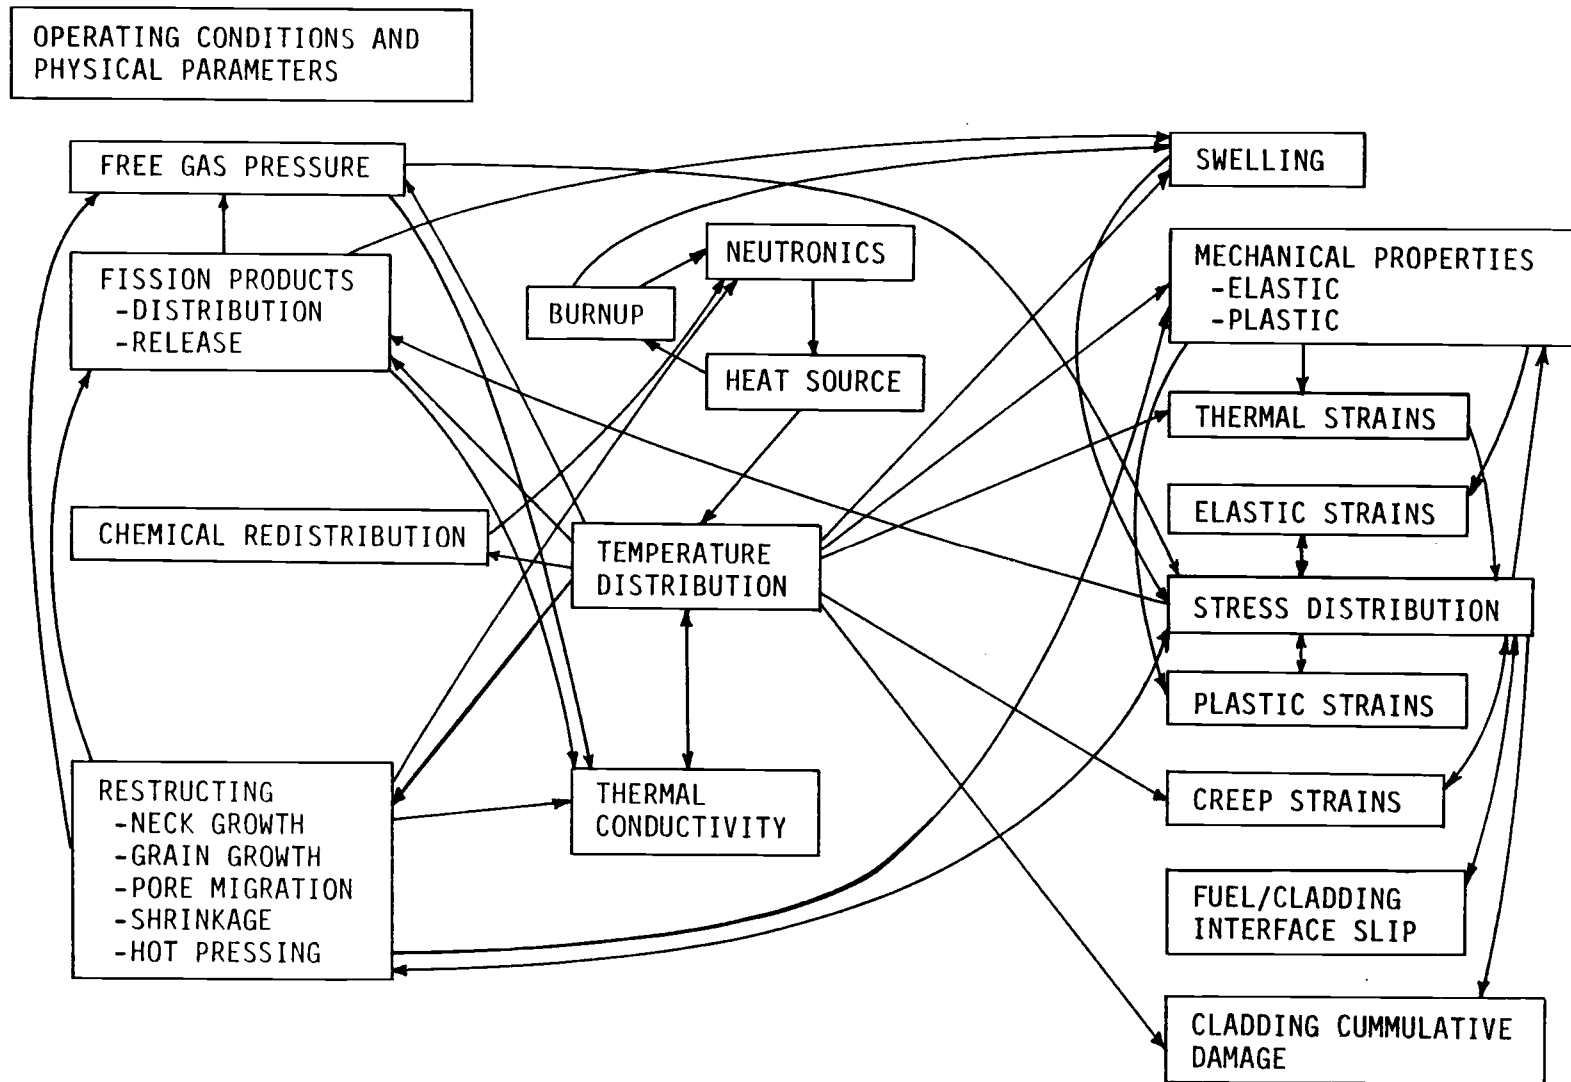 OPERATING CONDITIONS AND
PHYSICAL PARAMETERS
FREE GAS PRESSURE
SWELLING
FISSION PRODUCTS
-DISTRIBUTION
-RELEASE
NEUTRONICS
BURNUP
HEAT SOURCE
MECHANICAL PROPERTIES
-ELASTIC
-PLASTIC
THERMAL STRAINS
ELASTIC STRAINS
CHEMICAL REDISTRIBUTION
TEMPERATURE
DISTRIBUTION
STRESS DISTRIBUTION
PLASTIC STRAINS
RESTRUCTING
-NECK GROWTH
-GRAIN GROWTH
-PORE MIGRATION
-SHRINKAGE
-HOT PRESSING
THERMAL
CONDUCTIVITY
CREEP STRAINS
FUEL/CLADDING
INTERFACE SLIP
CLADDING CUMMULATIVE
DAMAGE